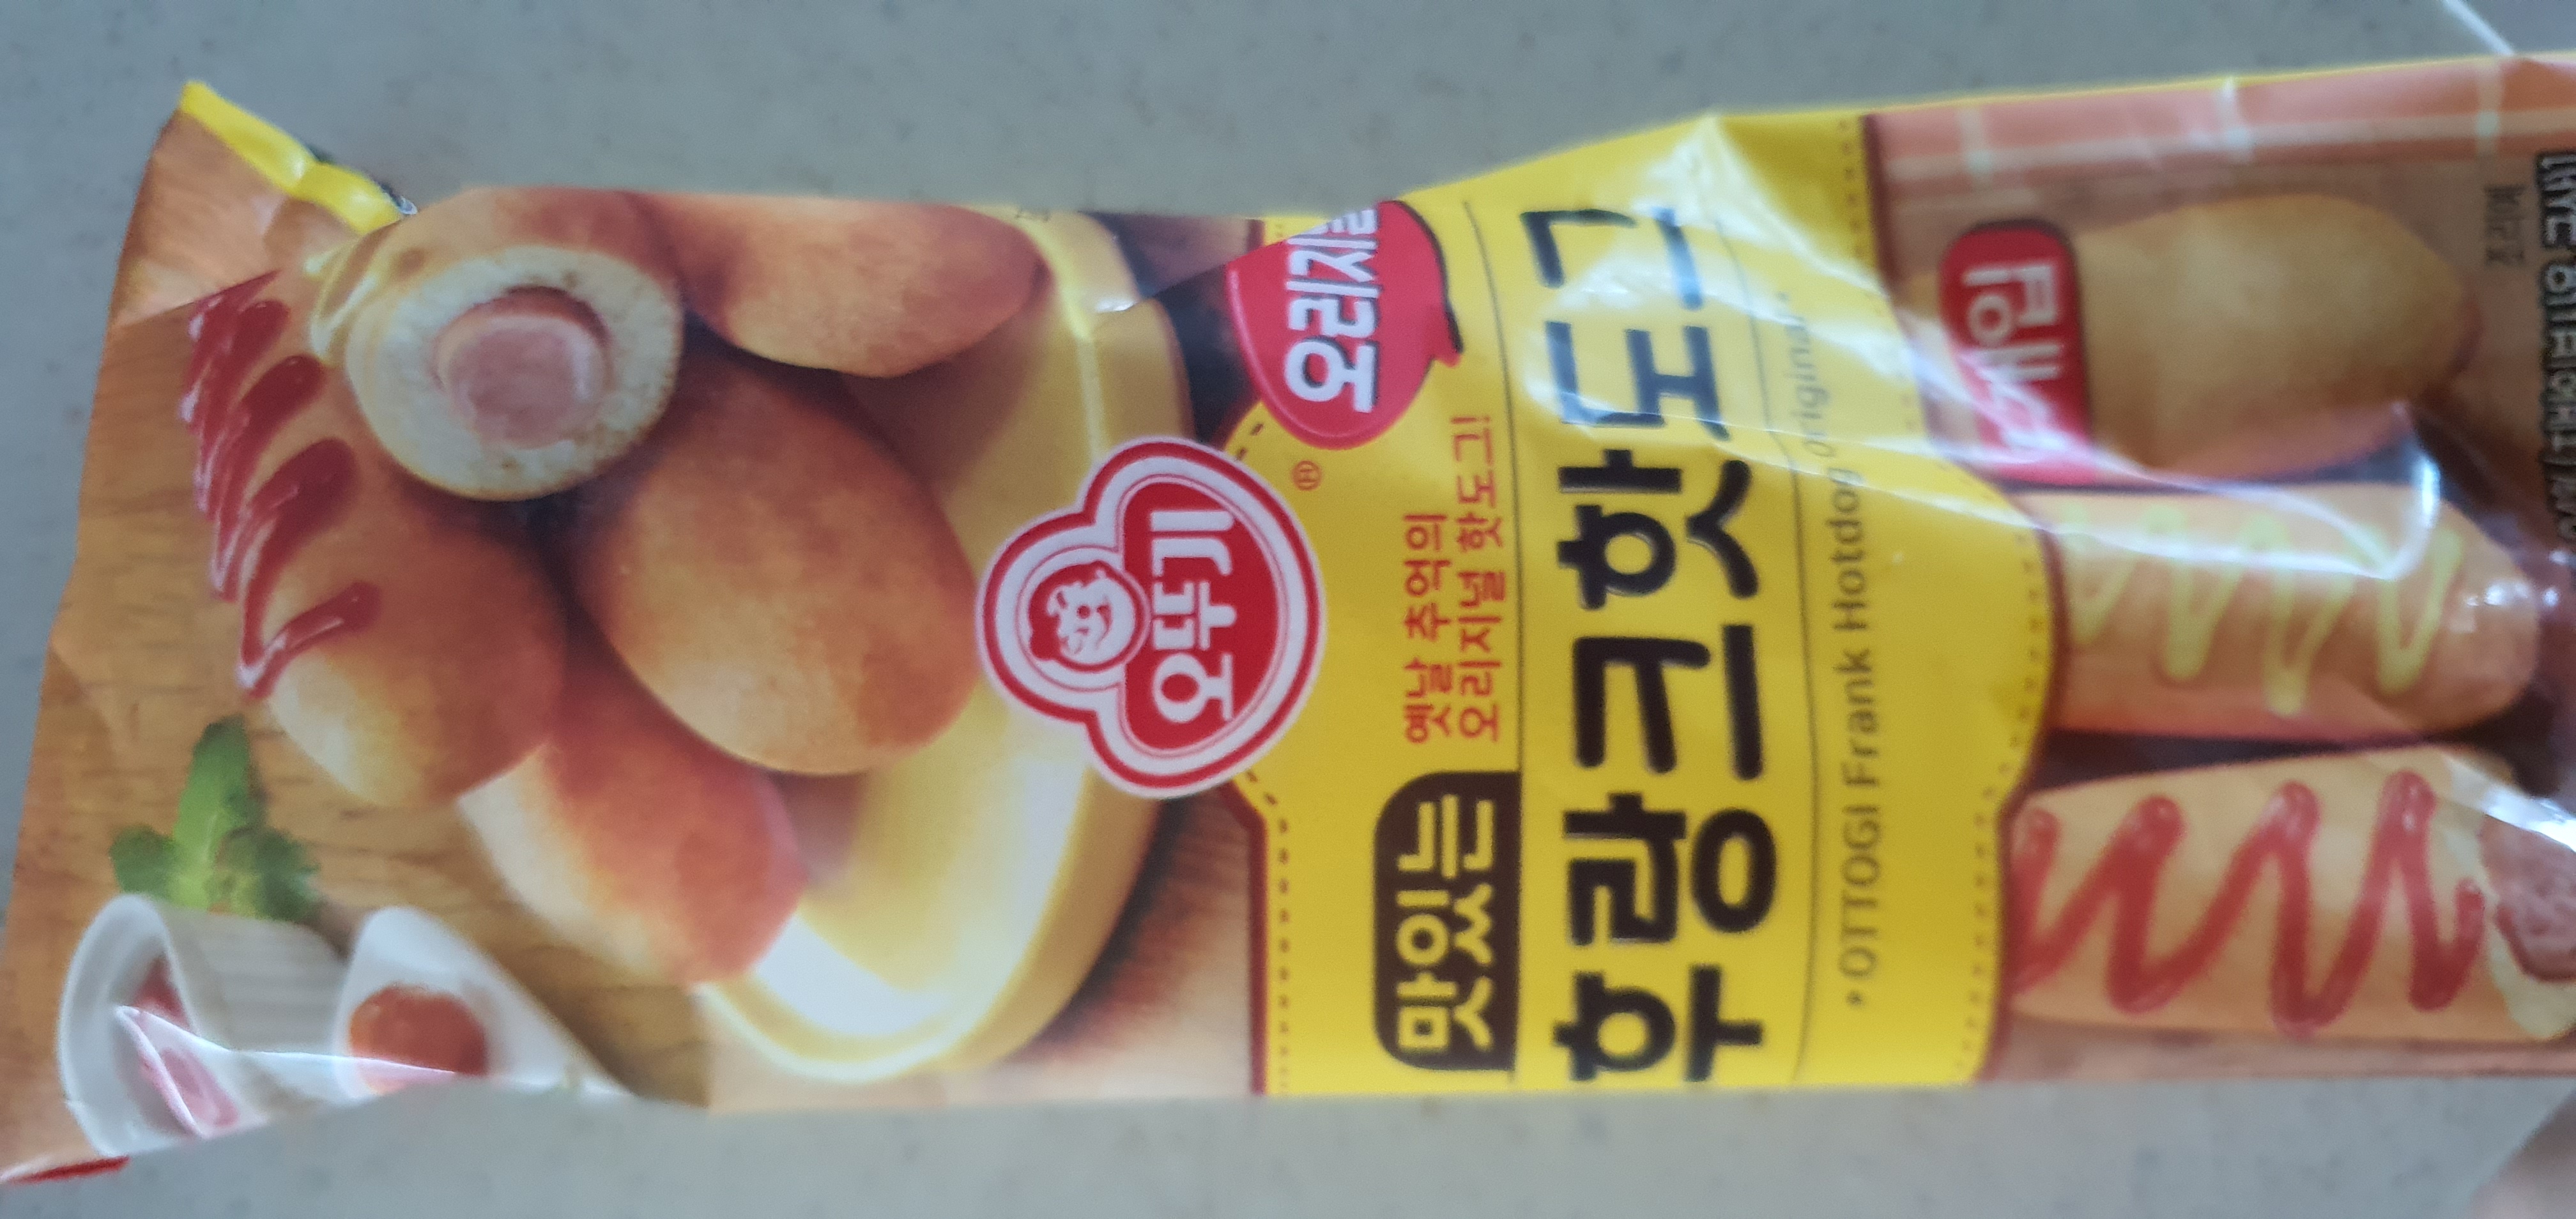 오뚜기
®
오리지널
옛날 추억의
오리지널 핫도그!
맛있는
후랑크핫도그
OTTOGI Frank Hotdog original